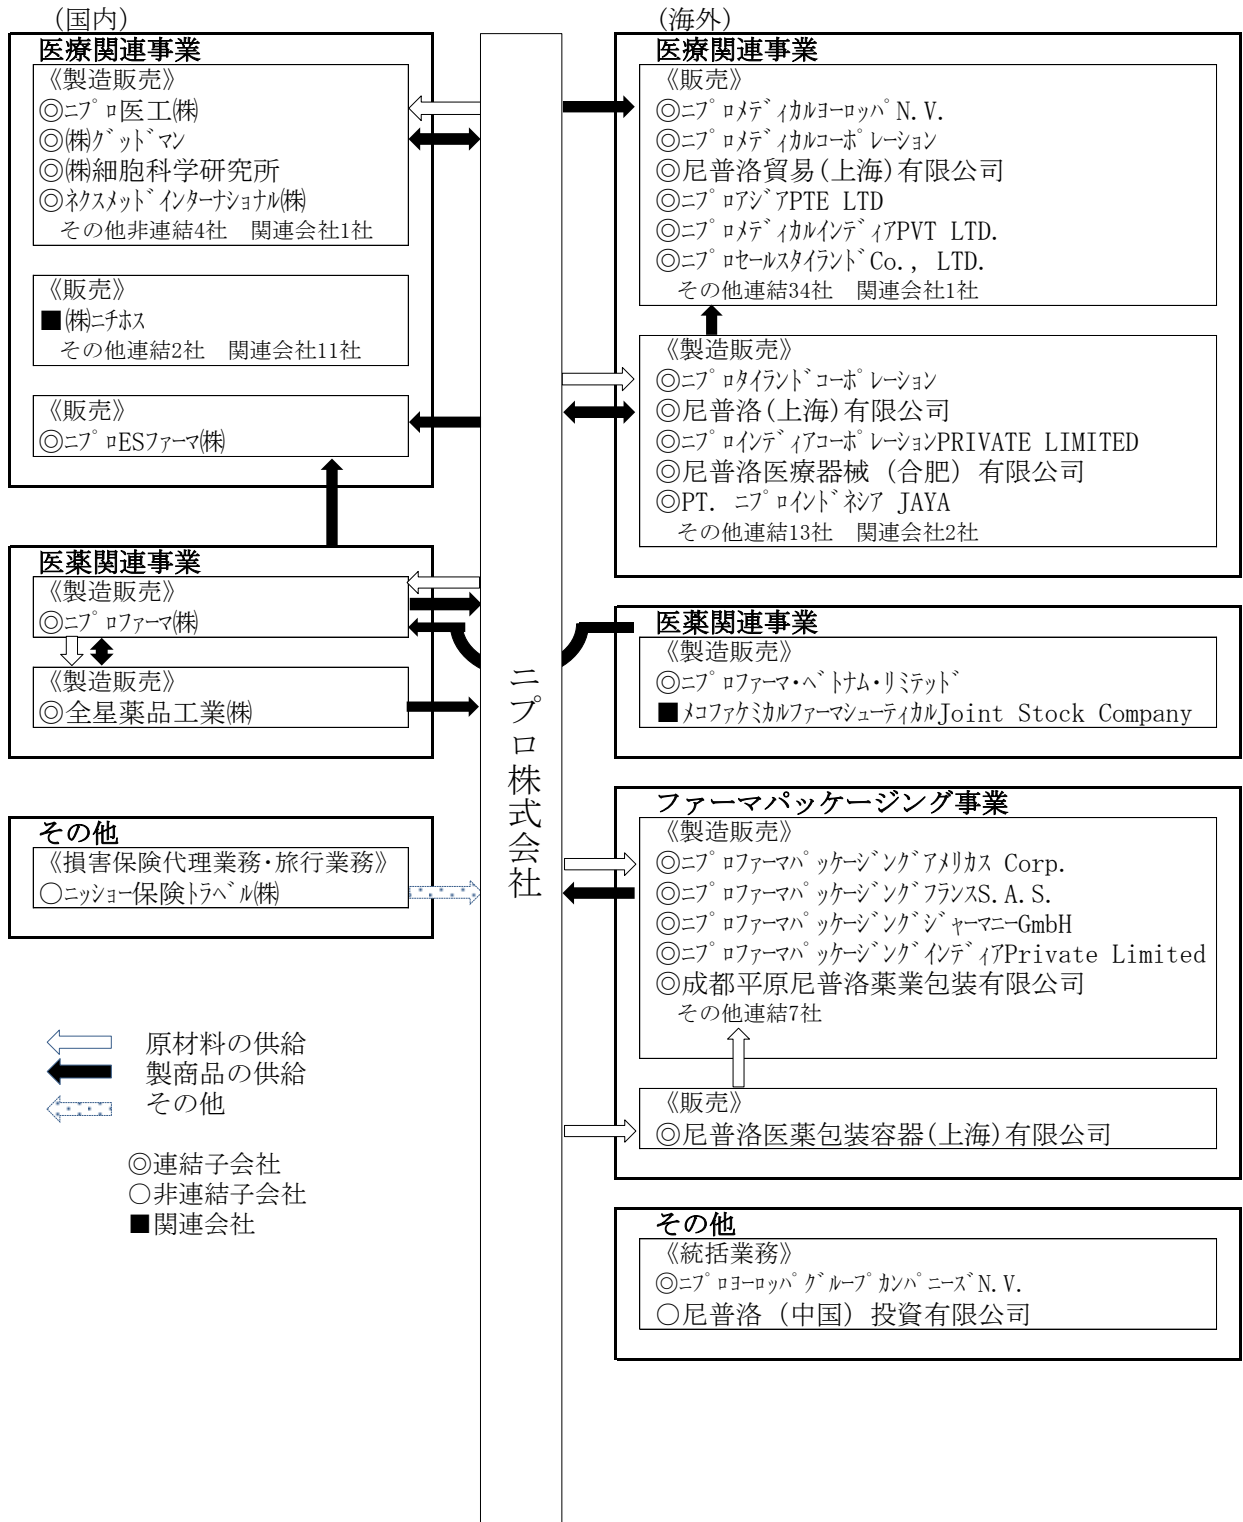 (国内)
医療関連事業
《製造販売》
◎ﾆﾌﾟﾛ医工㈱
◎㈱ｸﾞｯﾄﾞﾏﾝ
◎㈱細胞科学研究所
◎ﾈｸｽﾒｯﾄﾞｲﾝﾀｰﾅｼｮﾅﾙ㈱
その他非連結4社　関連会社1社
《販売》
■㈱ﾆﾁﾎｽ
その他連結2社　関連会社11社
《販売》
◎ﾆﾌﾟﾛESﾌｧｰﾏ㈱
医薬関連事業
《製造販売》
◎ﾆﾌﾟﾛﾌｧｰﾏ㈱
《製造販売》
◎全星薬品工業㈱
その他
《損害保険代理業務･旅行業務》
○ﾆｯｼｮｰ保険ﾄﾗﾍﾞﾙ㈱
原材料の供給
製商品の供給
その他
◎連結子会社
○非連結子会社
■関連会社
ニプロ株式会社
(海外)
医療関連事業
《販売》
◎ﾆﾌﾟﾛﾒﾃﾞｨｶﾙﾖｰﾛｯﾊﾟN.V.
◎ﾆﾌﾟﾛﾒﾃﾞｨｶﾙｺｰﾎﾟﾚｰｼｮﾝ
◎尼普洛貿易(上海)有限公司
◎ﾆﾌﾟﾛｱｼﾞｱPTE LTD
◎ﾆﾌﾟﾛﾒﾃﾞｨｶﾙｲﾝﾃﾞｨｱPVT LTD.
◎ﾆﾌﾟﾛｾｰﾙｽﾀｲﾗﾝﾄﾞCo., LTD.
その他連結34社　関連会社1社
《製造販売》
◎ﾆﾌﾟﾛﾀｲﾗﾝﾄﾞｺｰﾎﾟﾚｰｼｮﾝ
◎尼普洛(上海)有限公司
◎ﾆﾌﾟﾛｲﾝﾃﾞｨｱｺｰﾎﾟﾚｰｼｮﾝPRIVATE LIMITED
◎尼普洛医療器械（合肥）有限公司
◎PT. ﾆﾌﾟﾛｲﾝﾄﾞﾈｼｱ JAYA
その他連結13社　関連会社2社
医薬関連事業
《製造販売》
◎ﾆﾌﾟﾛﾌｧｰﾏ･ﾍﾞﾄﾅﾑ･ﾘﾐﾃｯﾄﾞ
■ﾒｺﾌｧｹﾐｶﾙﾌｧｰﾏｼｭｰﾃｨｶﾙJoint Stock Company
ファーマパッケージング事業
《製造販売》
◎ﾆﾌﾟﾛﾌｧｰﾏﾊﾟｯｹｰｼﾞﾝｸﾞｱﾒﾘｶｽ Corp.
◎ﾆﾌﾟﾛﾌｧｰﾏﾊﾟｯｹｰｼﾞﾝｸﾞﾌﾗﾝｽS.A.S.
◎ﾆﾌﾟﾛﾌｧｰﾏﾊﾟｯｹｰｼﾞﾝｸﾞｼﾞｬｰﾏﾆｰGmbH
◎ﾆﾌﾟﾛﾌｧｰﾏﾊﾟｯｹｰｼﾞﾝｸﾞｲﾝﾃﾞｨｱPrivate Limited
◎成都平原尼普洛薬業包装有限公司
その他連結7社
《販売》
◎尼普洛医薬包装容器(上海)有限公司
その他
《統括業務》
◎ﾆﾌﾟﾛﾖｰﾛｯﾊﾟｸﾞﾙｰﾌﾟｶﾝﾊﾟﾆｰｽﾞN.V.
○尼普洛（中国）投資有限公司